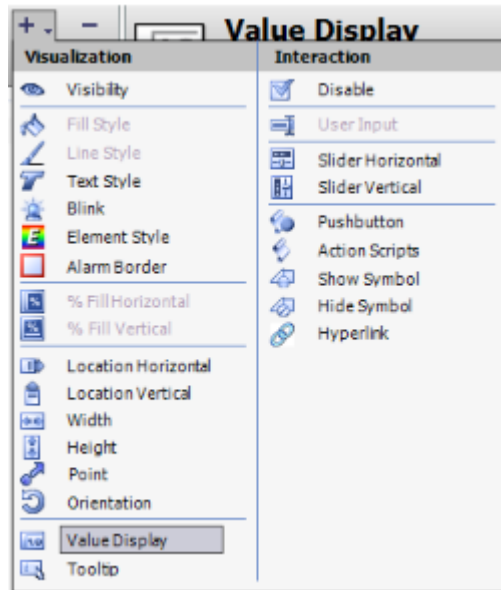 Value Display
Visualization
Visibility
Fill Style
Line Style
Text Style
Blink
Element Style
Alarm Border
% Fill Horizontal
% Fill Vertical
Location Horizontal
Location Vertical
Width
Height
Point
Orientation
Value Display
Tooltip
Interaction
Disable
User Input
Slider Horizontal
Slider Vertical
Pushbutton
Action Scripts
Show Symbol
Hide Symbol
Hyperlink